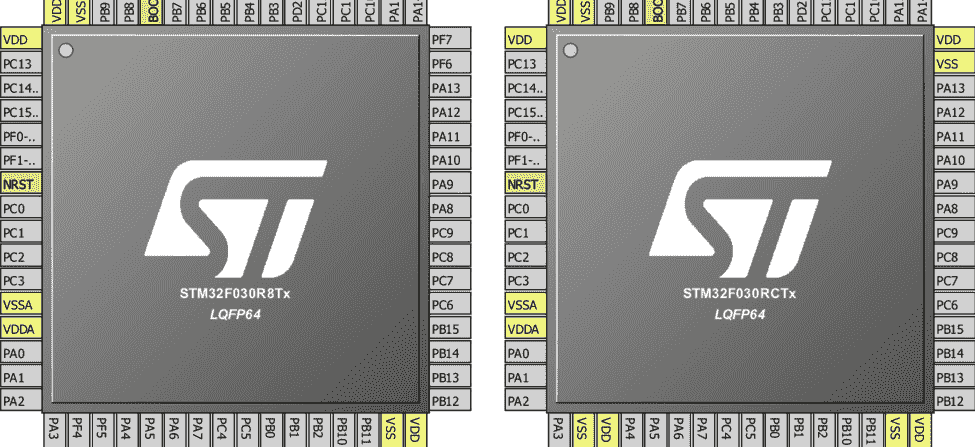 VDD
VSS
PB9
PB8
BOO
PB7
PB6
PB5
PB4
PB3
PD2
PC1
PC1
PC1
PA1
PA1
VDD
PC13
PC14..
PC15..
PF0-..
PF1-..
NRST
PC0
PC1
PC2
PC3
VSSA
VDDA
PA0
PA1
PA2
STM32F030R8Tx
LQFP64
PF7
PF6
PA13
PA12
PA11
PA10
PA9
PA8
PC9
PC8
PC7
PC6
PB15
PB14
PB13
PB12
PA3
PF4
PF5
PA4
PA5
PA6
PA7
PC4
PC5
PB0
PB1
PB2
PB10
PB11
VSS
VDD
VDD
VSS
PB9
PB8
BOO
PB7
PB6
PB5
PB4
PB3
PD2
PC1
PC1
PC1
PA1
PA1
VDD
PC13
PC14..
PC15..
PF0-..
PF1-..
NRST
PC0
PC1
PC2
PC3
VSSA
VDDA
PA0
PA1
PA2
STM32F030RCTx
LQFP64
VDD
VSS
PA13
PA12
PA11
PA10
PA9
PA8
PC9
PC8
PC7
PC6
PB15
PB14
PB13
PB12
PA3
VSS
VDD
PA4
PA5
PA6
PA7
PC4
PC5
PB0
PB1
PB2
PB10
PB11
VSS
VDD